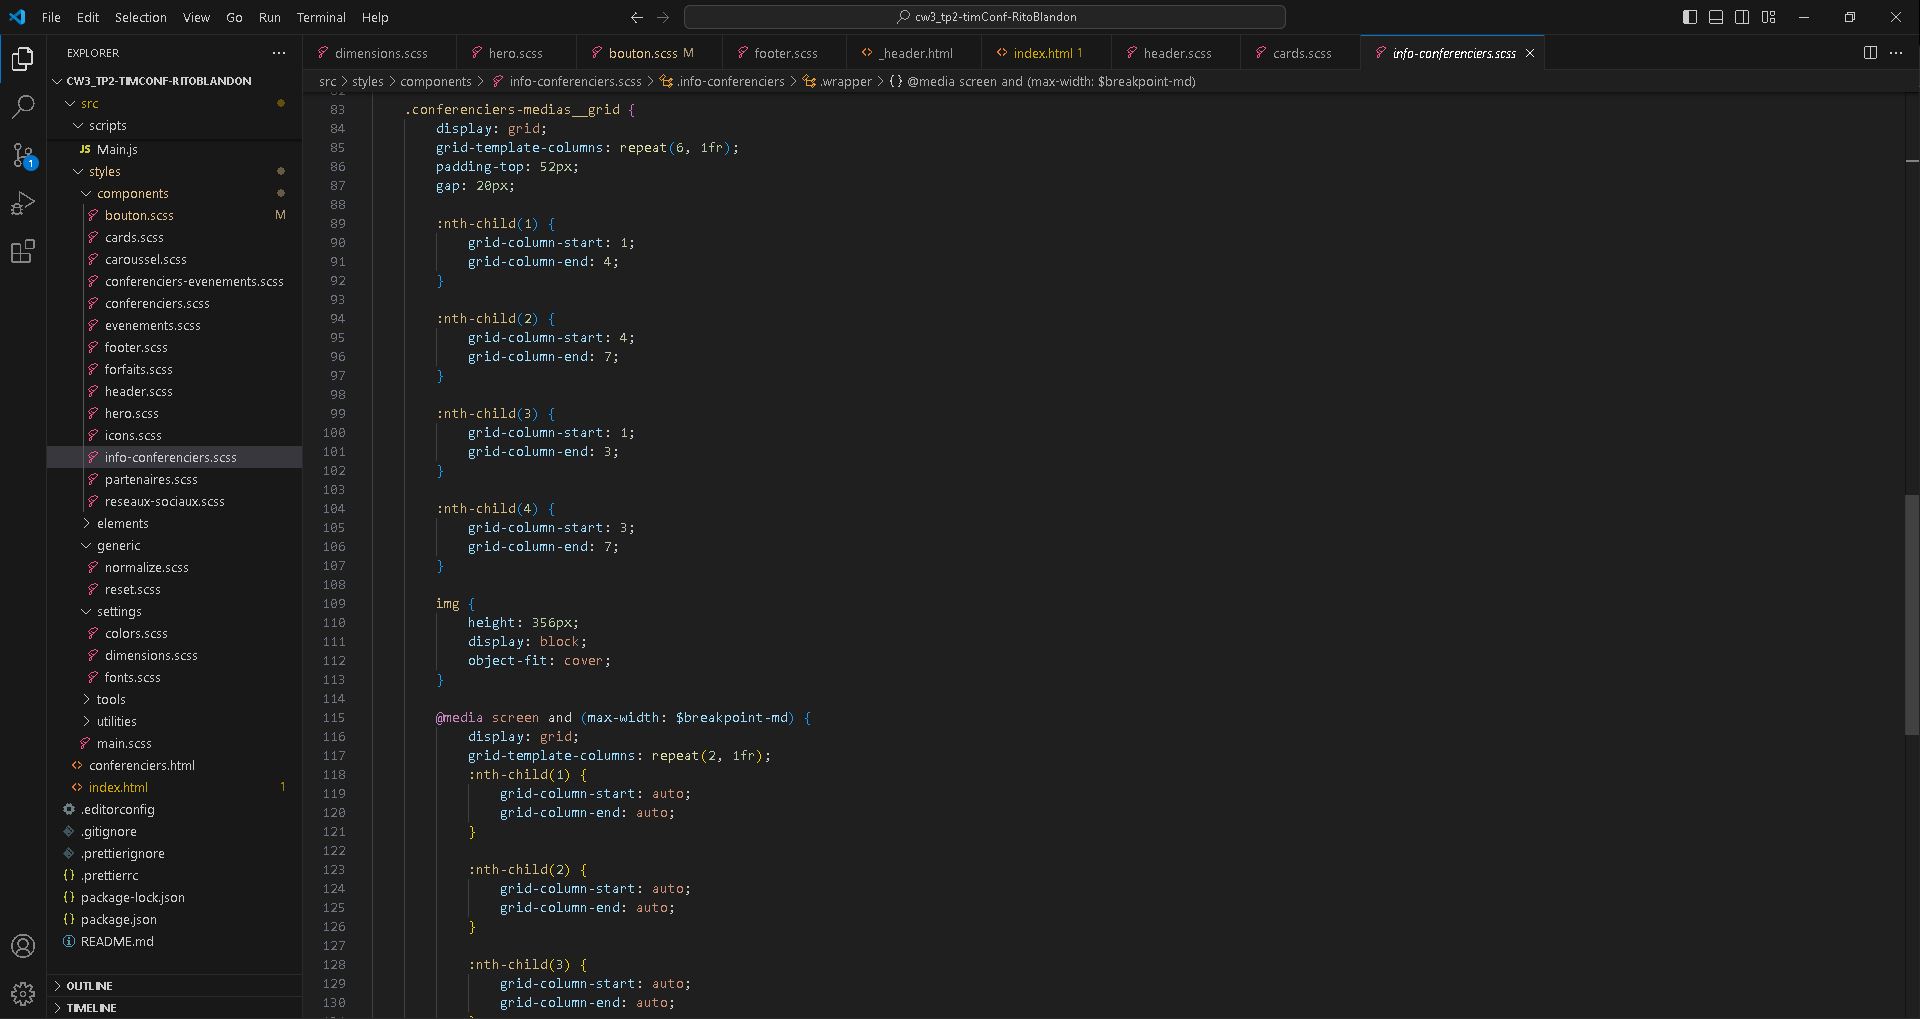 File Edit Selection View Go Run Terminal Help
cw3_tp2-timConf-RitoBlandon
EXPLORER
dimensions.scss
hero.scss
bouton.scss M
footer.scss
_header.html
index.html 1
header.scss
cards.scss
info-conferenciers.scss
src > styles > components > info-conferenciers.scss > .info-conferenciers > .wrapper > {} @media screen and (max-width: $breakpoint-md)
CW3_TP2-TIMCONF-RITOBLANDON
src
scripts
JS Main.js
styles
components
bouton.scss M
cards.scss
caroussel.scss
conferenciers-evenements.scss
conferenciers.scss
evenements.scss
footer.scss
forfaits.scss
header.scss
hero.scss
icons.scss
info-conferenciers.scss
partenaires.scss
reseaux-sociaux.scss
elements
generic
normalize.scss
reset.scss
settings
colors.scss
dimensions.scss
fonts.scss
tools
utilities
main.scss
conferenciers.html
index.html 1
.editorconfig
.gitignore
.prettierignore
{} .prettierrc
{} package-lock.json
{} package.json
README.md
OUTLINE
TIMELINE
1
83 .conferenciers-medias__grid {
84 display: grid;
85 grid-template-columns: repeat(6, 1fr);
86 padding-top: 52px;
87 gap: 20px;
88
89 :nth-child(1) {
90 grid-column-start: 1;
91 grid-column-end: 4;
92 }
93
94 :nth-child(2) {
95 grid-column-start: 4;
96 grid-column-end: 7;
97 }
98
99 :nth-child(3) {
100 grid-column-start: 1;
101 grid-column-end: 3;
102 }
103
104 :nth-child(4) {
105 grid-column-start: 3;
106 grid-column-end: 7;
107 }
108
109 img {
110 height: 356px;
111 display: block;
112 object-fit: cover;
113 }
114
115 @media screen and (max-width: $breakpoint-md) {
116 display: grid;
117 grid-template-columns: repeat(2, 1fr);
118 :nth-child(1) {
119 grid-column-start: auto;
120 grid-column-end: auto;
121 }
122
123 :nth-child(2) {
124 grid-column-start: auto;
125 grid-column-end: auto;
126 }
127
128 :nth-child(3) {
129 grid-column-start: auto;
130 grid-column-end: auto;